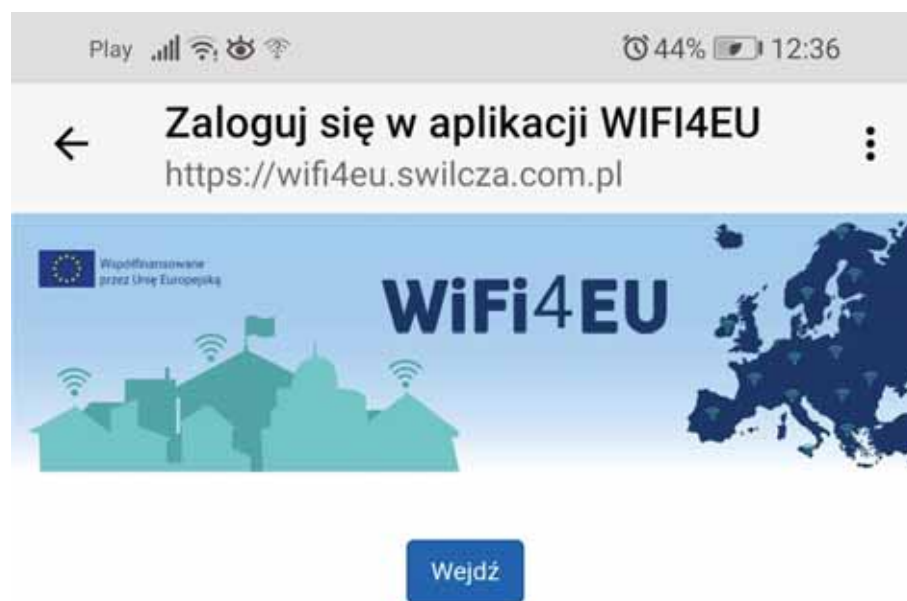 Play 44% 12:36
Zaloguj się w aplikacji WIFI4EU
https://wifi4eu.swilcza.com.pl
Współfinansowane
przez Unię Europejską
WiFi4EU
Wejdź